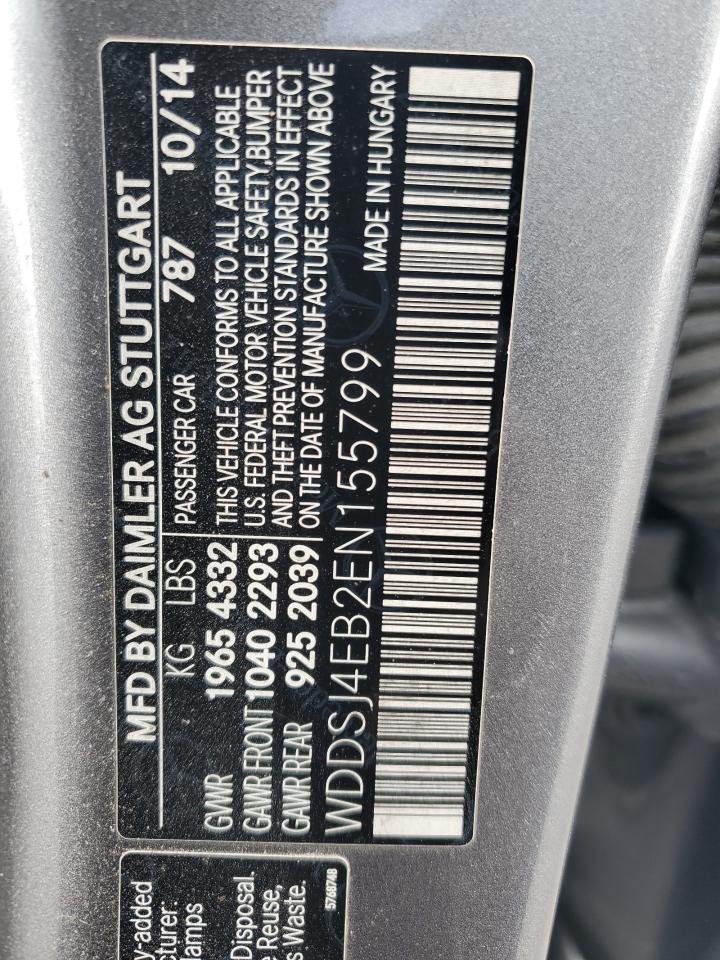 MFD BY DAIMLER AG STUTTGART
KG LBS PASSENGER CAR 787 10/14
GVWR 1965 4332 THIS VEHICLE CONFORMS TO ALL APPLICABLE
GAWR FRONT 1040 2293 U.S. FEDERAL MOTOR VEHICLE SAFETY,BUMPER
GAWR REAR 925 2039 AND THEFT PREVENTION STANDARDS IN EFFECT
ON THE DATE OF MANUFACTURE SHOWN ABOVE
WDDSJ4EB2EN155799 MADE IN HUNGARY
y-added
cturer.
amps
Disposal.
e Reuse,
s Waste.
5768748